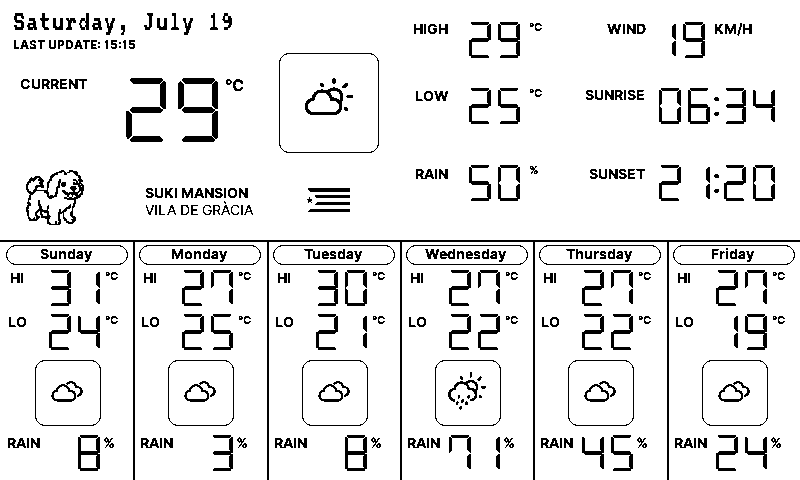 Saturday, July 19
LAST UPDATE: 15:15
CURRENT 29 °C
HIGH 29 °C
WIND 19 KM/H
LOW 25 °C
SUNRISE 06:34
RAIN 50 %
SUNSET 21:20
SUKI MANSION
VILA DE GRÀCIA
Sunday
HI 31 °C
LO 24 °C
RAIN 8 %
Monday
HI 27 °C
LO 25 °C
RAIN 3 %
Tuesday
HI 30 °C
LO 21 °C
RAIN 8 %
Wednesday
HI 27 °C
LO 22 °C
RAIN 71 %
Thursday
HI 27 °C
LO 22 °C
RAIN 45 %
Friday
HI 27 °C
LO 19 °C
RAIN 24 %